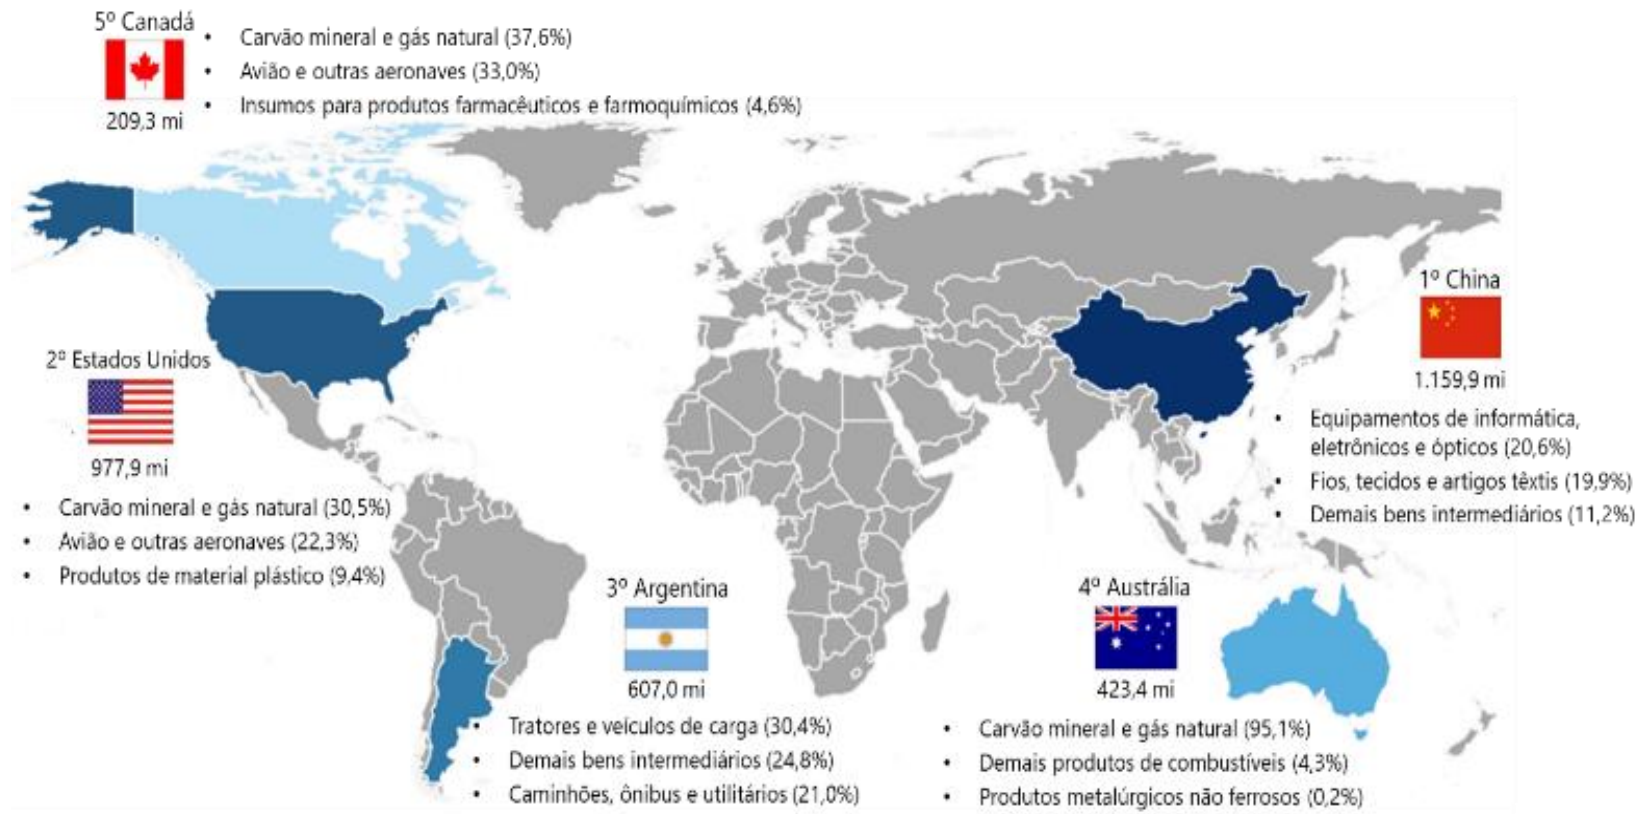 5º Canadá
209,3 mi
• Carvão mineral e gás natural (37,6%)
• Avião e outras aeronaves (33,0%)
• Insumos para produtos farmacêuticos e farmoquímicos (4,6%)
1º China
1.159,9 mi
• Equipamentos de informática,
eletrônicos e ópticos (20,6%)
• Fios, tecidos e artigos têxtis (19,9%)
• Demais bens intermediários (11,2%)
2º Estados Unidos
977,9 mi
• Carvão mineral e gás natural (30,5%)
• Avião e outras aeronaves (22,3%)
• Produtos de material plástico (9,4%)
3º Argentina
607,0 mi
• Tratores e veículos de carga (30,4%)
• Demais bens intermediários (24,8%)
• Caminhões, ônibus e utilitários (21,0%)
4º Austrália
423,4 mi
• Carvão mineral e gás natural (95,1%)
• Demais produtos de combustíveis (4,3%)
• Produtos metalúrgicos não ferrosos (0,2%)